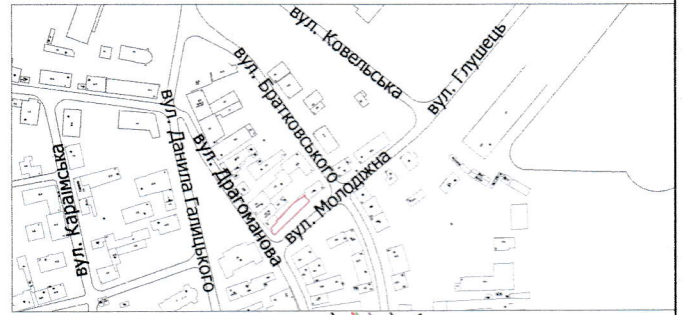 вул. Ковельська
вул. Глушець
вул. Братковського
вул. Данила Галицького
вул. Драгоманова
вул. Молодіжна
вул. Караїмська